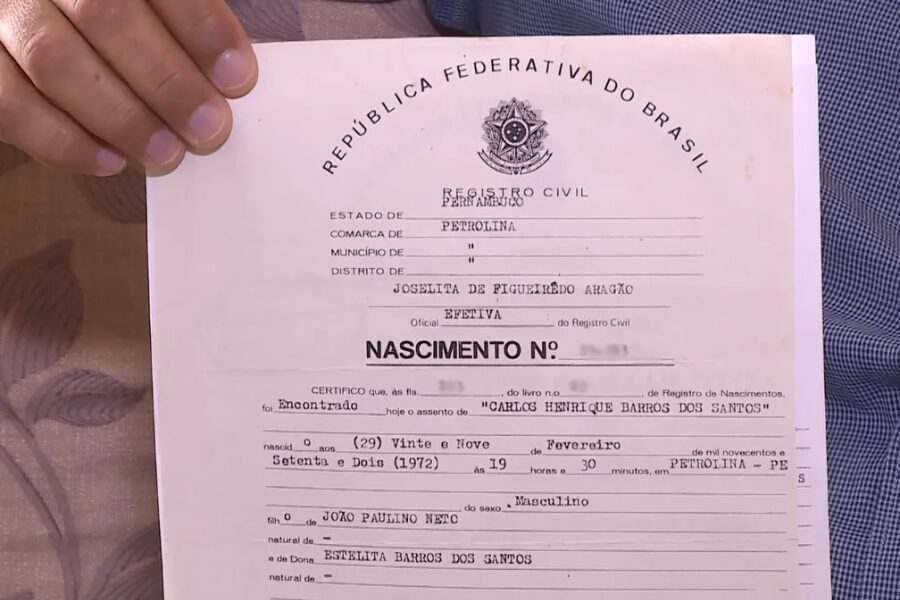 REPÚBLICA FEDERATIVA DO BRASIL
REGISTRO CIVIL
ESTADO DE PERNAMBUCO
COMARCA DE PETROLINA
MUNICÍPIO DE "
DISTRITO DE "
JOSELITA DE FIGUEIRÊDO ARAGÃO
Oficial EFETIVA do Registro Civil
NASCIMENTO N.º
CERTIFICO que, às fls. , do livro n.o , de Registro de Nascimentos,
foi Encontrado hoje o assento de "CARLOS HENRIQUE BARROS DOS SANTOS"
nascid o aos (29) Vinte e Nove de Fevereiro de mil novecentos e
Setenta e Dois (1972) às 19 horas e 30 minutos, em PETROLINA - PE
S
do sexo Masculino
filh o de JOÃO PAULINO NETO
natural de -
e de Dona ESTELITA BARROS DOS SANTOS
natural de -